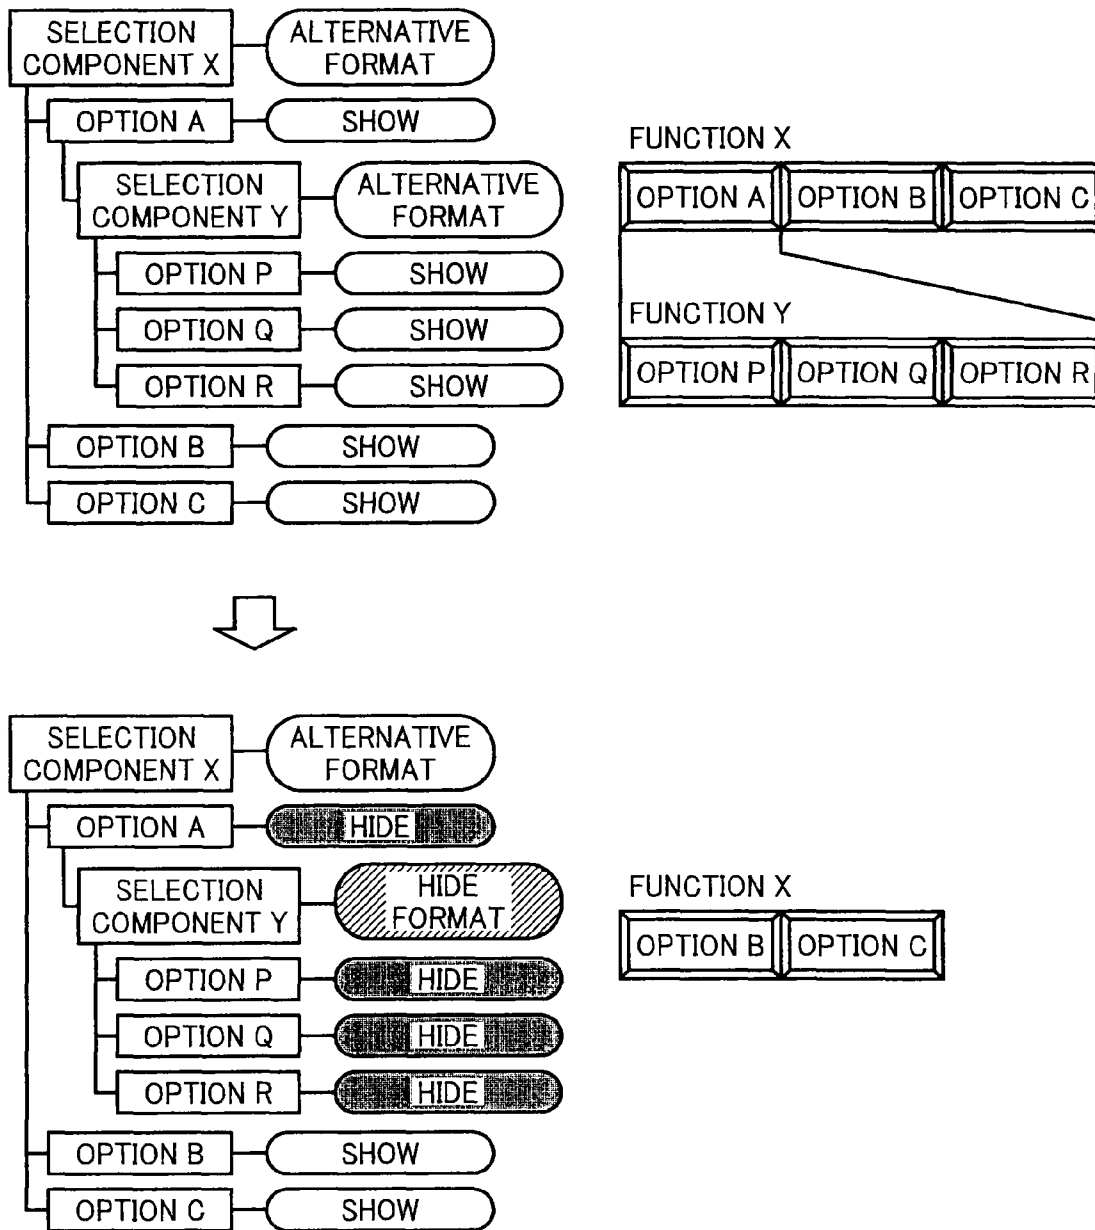 SELECTION
COMPONENT X
ALTERNATIVE
FORMAT
OPTION A
SHOW
SELECTION
COMPONENT Y
ALTERNATIVE
FORMAT
OPTION P
SHOW
OPTION Q
SHOW
OPTION R
SHOW
OPTION B
SHOW
OPTION C
SHOW
FUNCTION X
OPTION A
OPTION B
OPTION C
FUNCTION Y
OPTION P
OPTION Q
OPTION R
SELECTION
COMPONENT X
ALTERNATIVE
FORMAT
OPTION A
HIDE
SELECTION
COMPONENT Y
HIDE
FORMAT
OPTION P
HIDE
OPTION Q
HIDE
OPTION R
HIDE
OPTION B
SHOW
OPTION C
SHOW
FUNCTION X
OPTION B
OPTION C